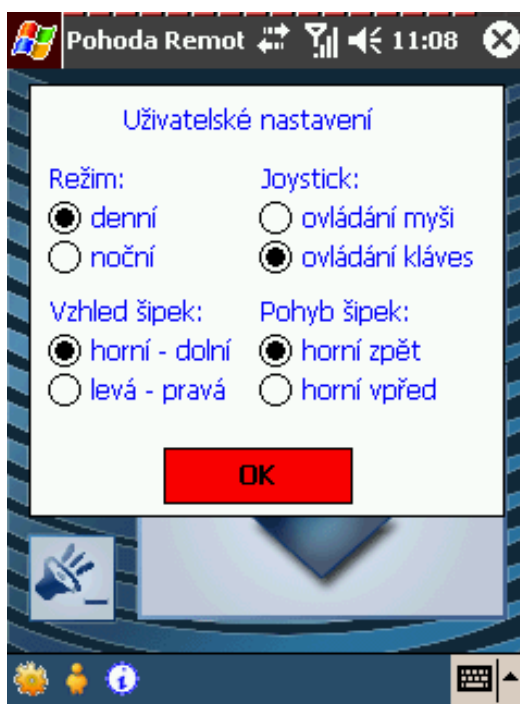 Pohoda Remot 11:08
Uživatelské nastavení
Režim:
denní
noční
Joystick:
ovládání myši
ovládání kláves
Vzhled šipek:
horní - dolní
levá - pravá
Pohyb šipek:
horní zpět
horní vpřed
OK